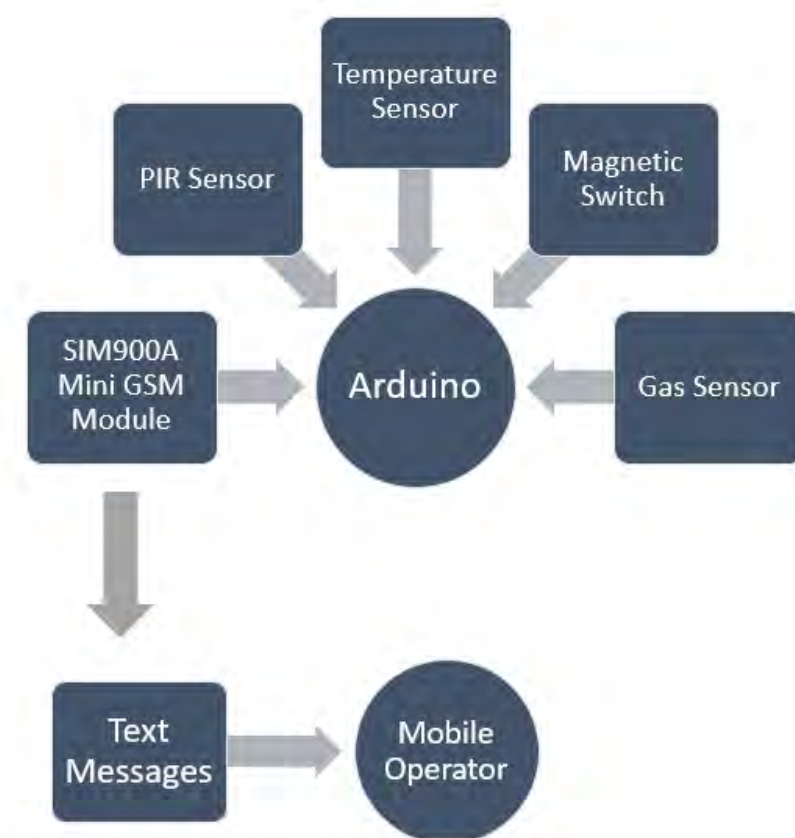 Temperature
Sensor
PIR Sensor
Magnetic
Switch
SIM900A
Mini GSM
Module
Arduino
Gas Sensor
Text
Messages
Mobile
Operator